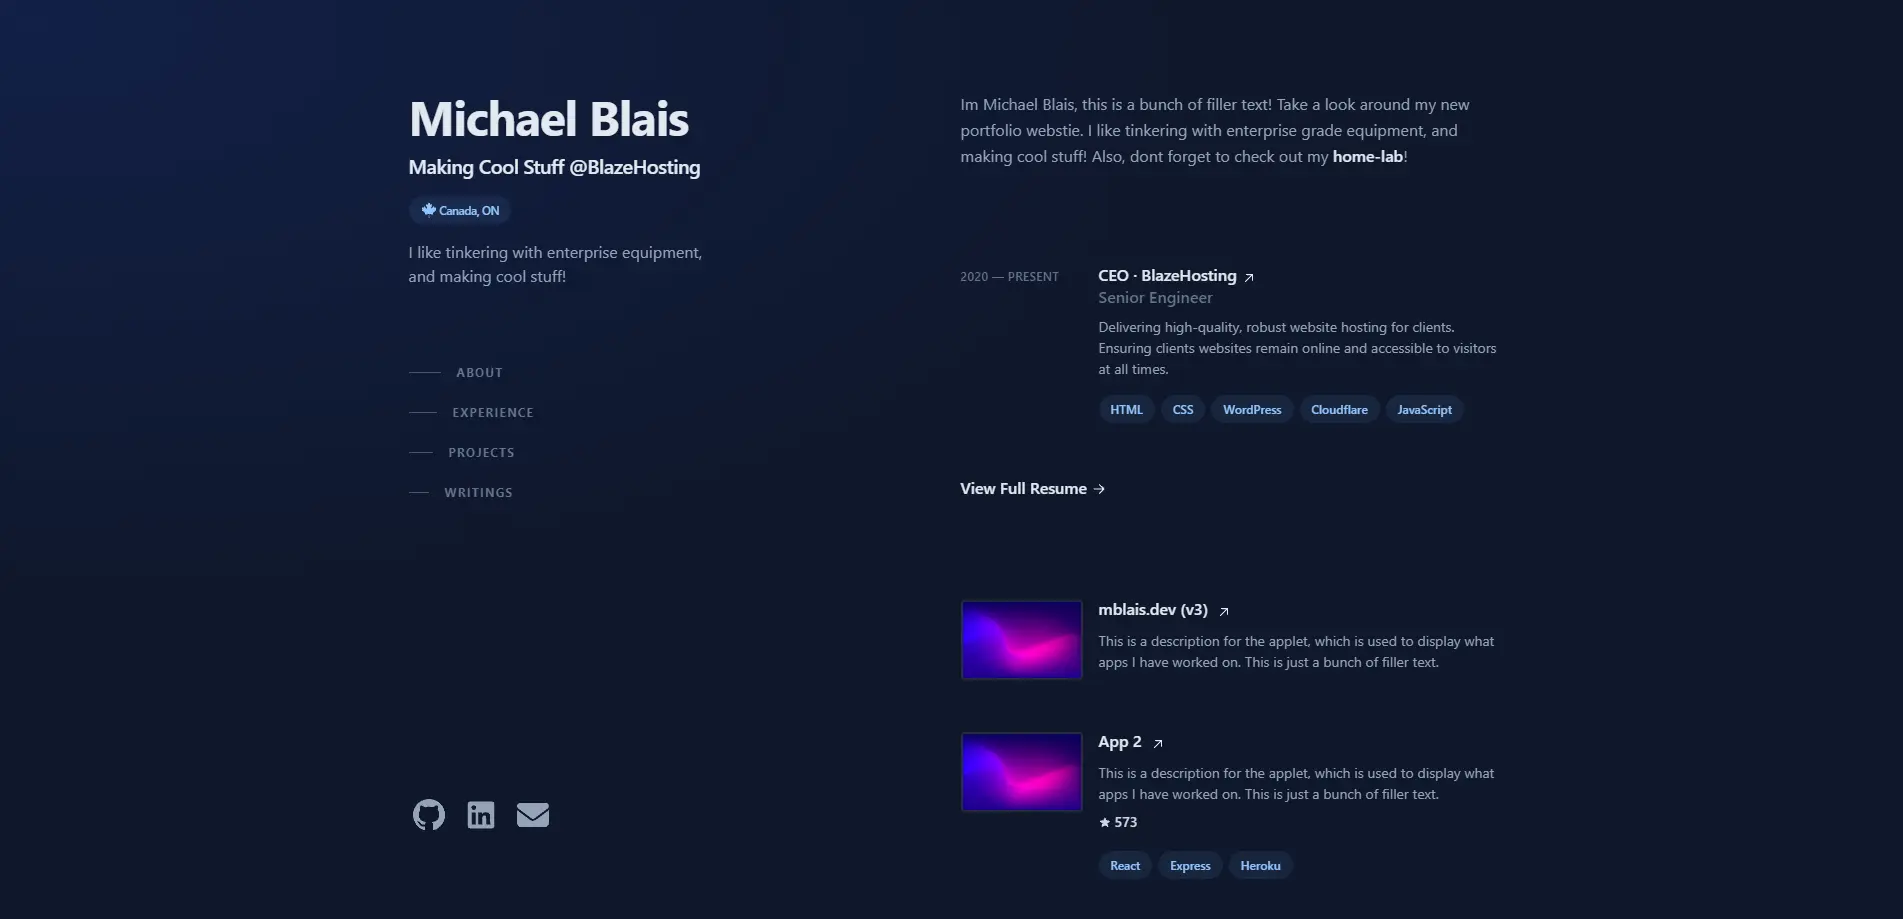 Michael Blais
Making Cool Stuff @BlazeHosting
Canada, ON
I like tinkering with enterprise equipment,
and making cool stuff!
ABOUT
EXPERIENCE
PROJECTS
WRITINGS
Im Michael Blais, this is a bunch of filler text! Take a look around my new
portfolio webstie. I like tinkering with enterprise grade equipment, and
making cool stuff! Also, dont forget to check out my home-lab!
2020 — PRESENT
CEO · BlazeHosting
Senior Engineer
Delivering high-quality, robust website hosting for clients.
Ensuring clients websites remain online and accessible to visitors
at all times.
HTML CSS WordPress Cloudflare JavaScript
View Full Resume →
mblais.dev (v3)
This is a description for the applet, which is used to display what
apps I have worked on. This is just a bunch of filler text.
App 2
This is a description for the applet, which is used to display what
apps I have worked on. This is just a bunch of filler text.
573
React Express Heroku